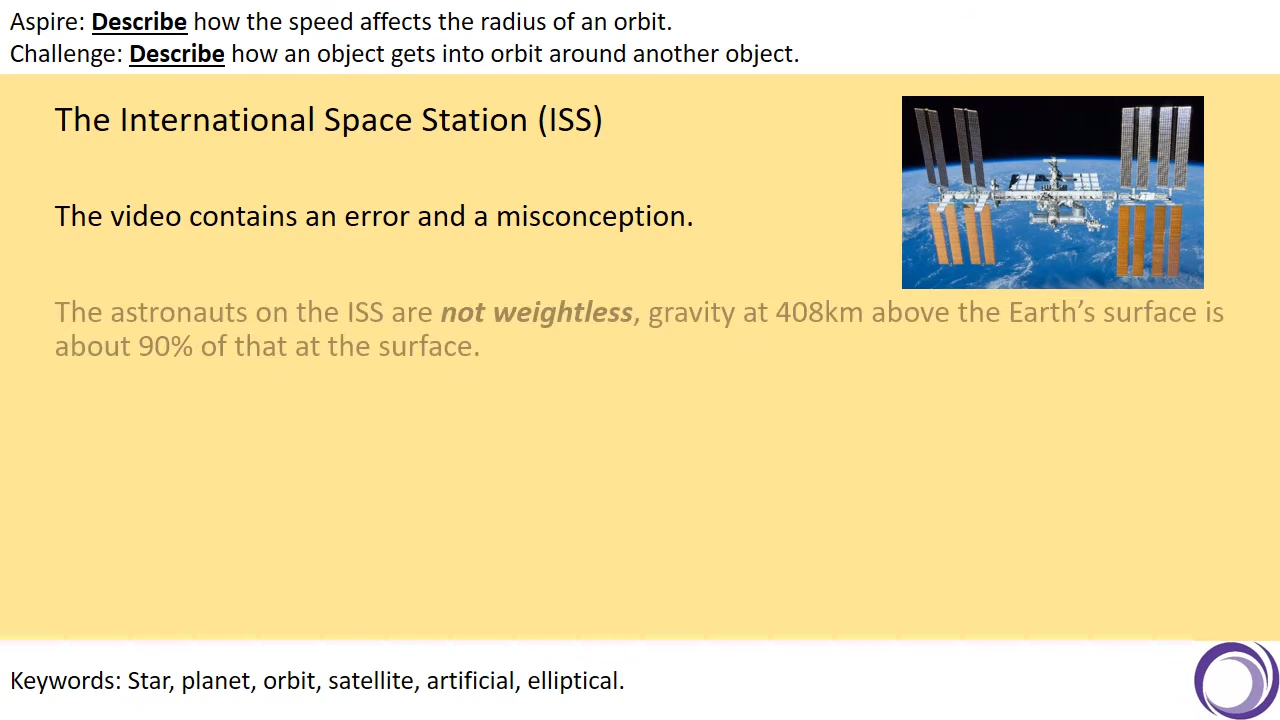 Aspire: Describe how the speed affects the radius of an orbit.
Challenge: Describe how an object gets into orbit around another object.
The International Space Station (ISS)
The video contains an error and a misconception.
The astronauts on the ISS are not weightless, gravity at 408km above the Earth’s surface is
about 90% of that at the surface.
Keywords: Star, planet, orbit, satellite, artificial, elliptical.